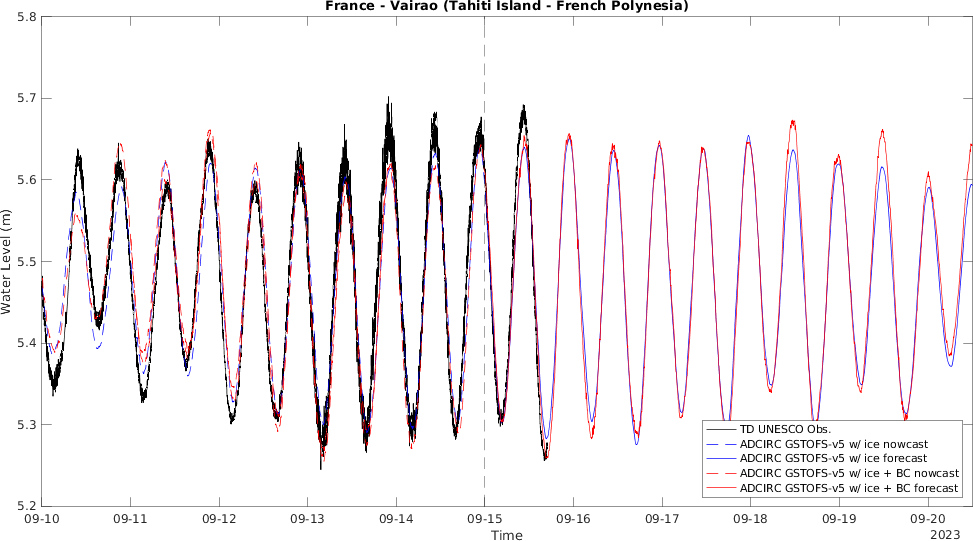 France - Vairao (Tahiti Island - French Polynesia)
5.8
5.7
5.6
5.5
5.4
5.3
5.2
Water Level (m)
TD UNESCO Obs.
ADCIRC GSTOFS-v5 w/ ice nowcast
ADCIRC GSTOFS-v5 w/ ice forecast
ADCIRC GSTOFS-v5 w/ ice + BC nowcast
ADCIRC GSTOFS-v5 w/ ice + BC forecast
09-10 09-11 09-12 09-13 09-14 09-15 09-16 09-17 09-18 09-19 09-20
Time
2023